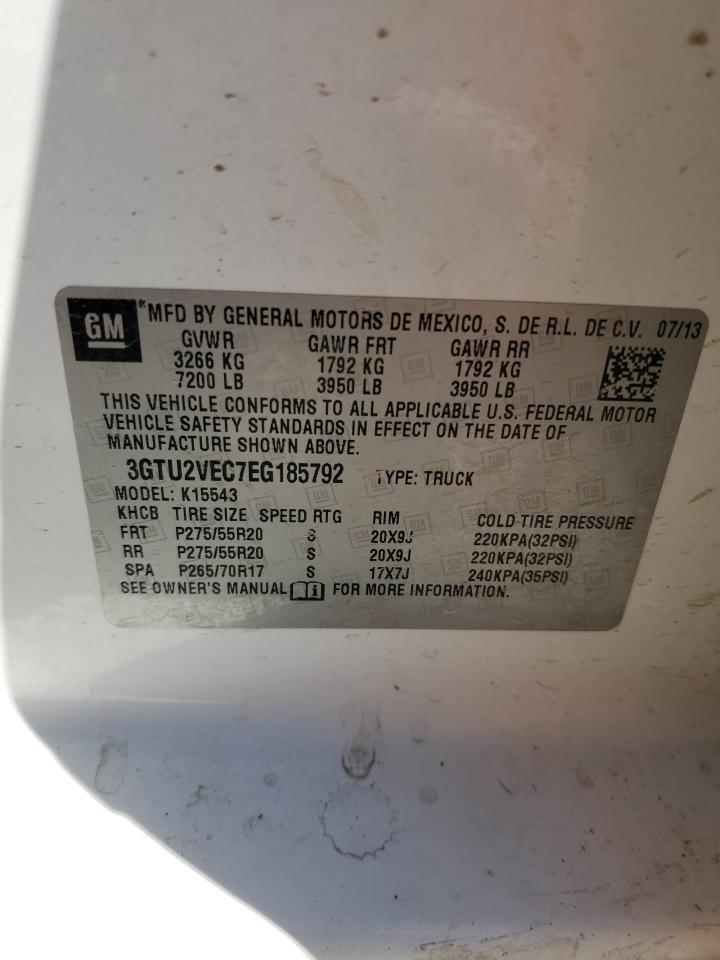 GM
MFD BY GENERAL MOTORS DE MEXICO, S. DE R.L. DE C.V. 07/13
GVWR GAWR FRT GAWR RR
3266 KG 1792 KG 1792 KG
7200 LB 3950 LB 3950 LB
THIS VEHICLE CONFORMS TO ALL APPLICABLE U.S. FEDERAL MOTOR
VEHICLE SAFETY STANDARDS IN EFFECT ON THE DATE OF
MANUFACTURE SHOWN ABOVE.
3GTU2VEC7EG185792 TYPE: TRUCK
MODEL: K15543
KHCB TIRE SIZE SPEED RTG RIM COLD TIRE PRESSURE
FRT P275/55R20 S 20X9J 220KPA(32PSI)
RR P275/55R20 S 20X9J 220KPA(32PSI)
SPA P265/70R17 S 17X7J 240KPA(35PSI)
SEE OWNER'S MANUAL FOR MORE INFORMATION.